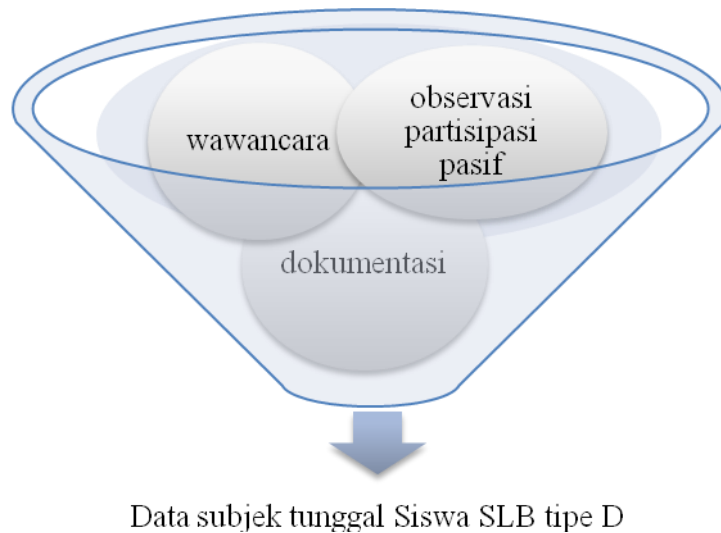 wawancara
observasi
partisipasi
pasif
dokumentasi
Data subjek tunggal Siswa SLB tipe D